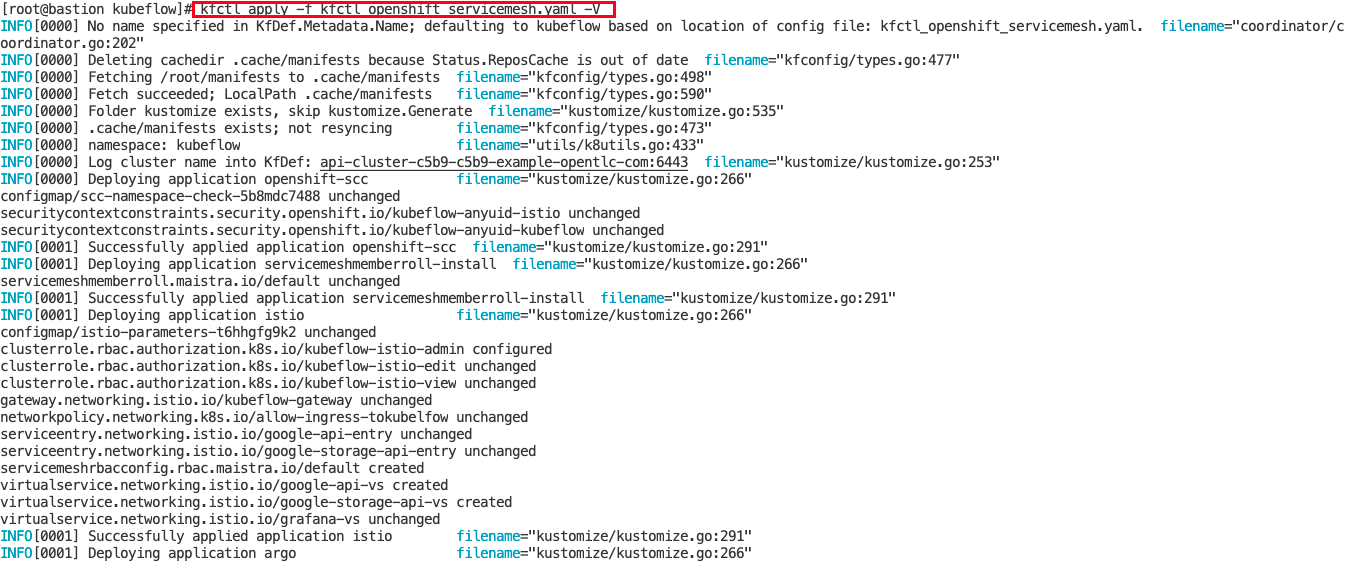 [root@bastion kubeflow]# kfctl apply -f kfctl_openshift_servicemesh.yaml -V
INFO[0000] No name specified in KfDef.Metadata.Name; defaulting to kubeflow based on location of config file: kfctl_openshift_servicemesh.yaml.  filename="coordinator/c
oordinator.go:202"
INFO[0000] Deleting cachedir .cache/manifests because Status.ReposCache is out of date  filename="kfconfig/types.go:477"
INFO[0000] Fetching /root/manifests to .cache/manifests  filename="kfconfig/types.go:498"
INFO[0000] Fetch succeeded; LocalPath .cache/manifests   filename="kfconfig/types.go:590"
INFO[0000] Folder kustomize exists, skip kustomize.Generate  filename="kustomize/kustomize.go:535"
INFO[0000] .cache/manifests exists; not resyncing        filename="kfconfig/types.go:473"
INFO[0000] namespace: kubeflow                           filename="utils/k8utils.go:433"
INFO[0000] Log cluster name into KfDef: api-cluster-c5b9-c5b9-example-opentlc-com:6443  filename="kustomize/kustomize.go:253"
INFO[0000] Deploying application openshift-scc           filename="kustomize/kustomize.go:266"
configmap/scc-namespace-check-5b8mdc7488 unchanged
securitycontextconstraints.security.openshift.io/kubeflow-anyuid-istio unchanged
securitycontextconstraints.security.openshift.io/kubeflow-anyuid-kubeflow unchanged
INFO[0001] Successfully applied application openshift-scc  filename="kustomize/kustomize.go:291"
INFO[0001] Deploying application servicemeshmemberroll-install  filename="kustomize/kustomize.go:266"
servicemeshmemberroll.maistra.io/default unchanged
INFO[0001] Successfully applied application servicemeshmemberroll-install  filename="kustomize/kustomize.go:291"
INFO[0001] Deploying application istio                   filename="kustomize/kustomize.go:266"
configmap/istio-parameters-t6hhgfg9k2 unchanged
clusterrole.rbac.authorization.k8s.io/kubeflow-istio-admin configured
clusterrole.rbac.authorization.k8s.io/kubeflow-istio-edit unchanged
clusterrole.rbac.authorization.k8s.io/kubeflow-istio-view unchanged
gateway.networking.istio.io/kubeflow-gateway unchanged
networkpolicy.networking.k8s.io/allow-ingress-tokubelfow unchanged
serviceentry.networking.istio.io/google-api-entry unchanged
serviceentry.networking.istio.io/google-storage-api-entry unchanged
servicemeshrbacconfig.rbac.maistra.io/default created
virtualservice.networking.istio.io/google-api-vs created
virtualservice.networking.istio.io/google-storage-api-vs created
virtualservice.networking.istio.io/grafana-vs unchanged
INFO[0001] Successfully applied application istio        filename="kustomize/kustomize.go:291"
INFO[0001] Deploying application argo                    filename="kustomize/kustomize.go:266"